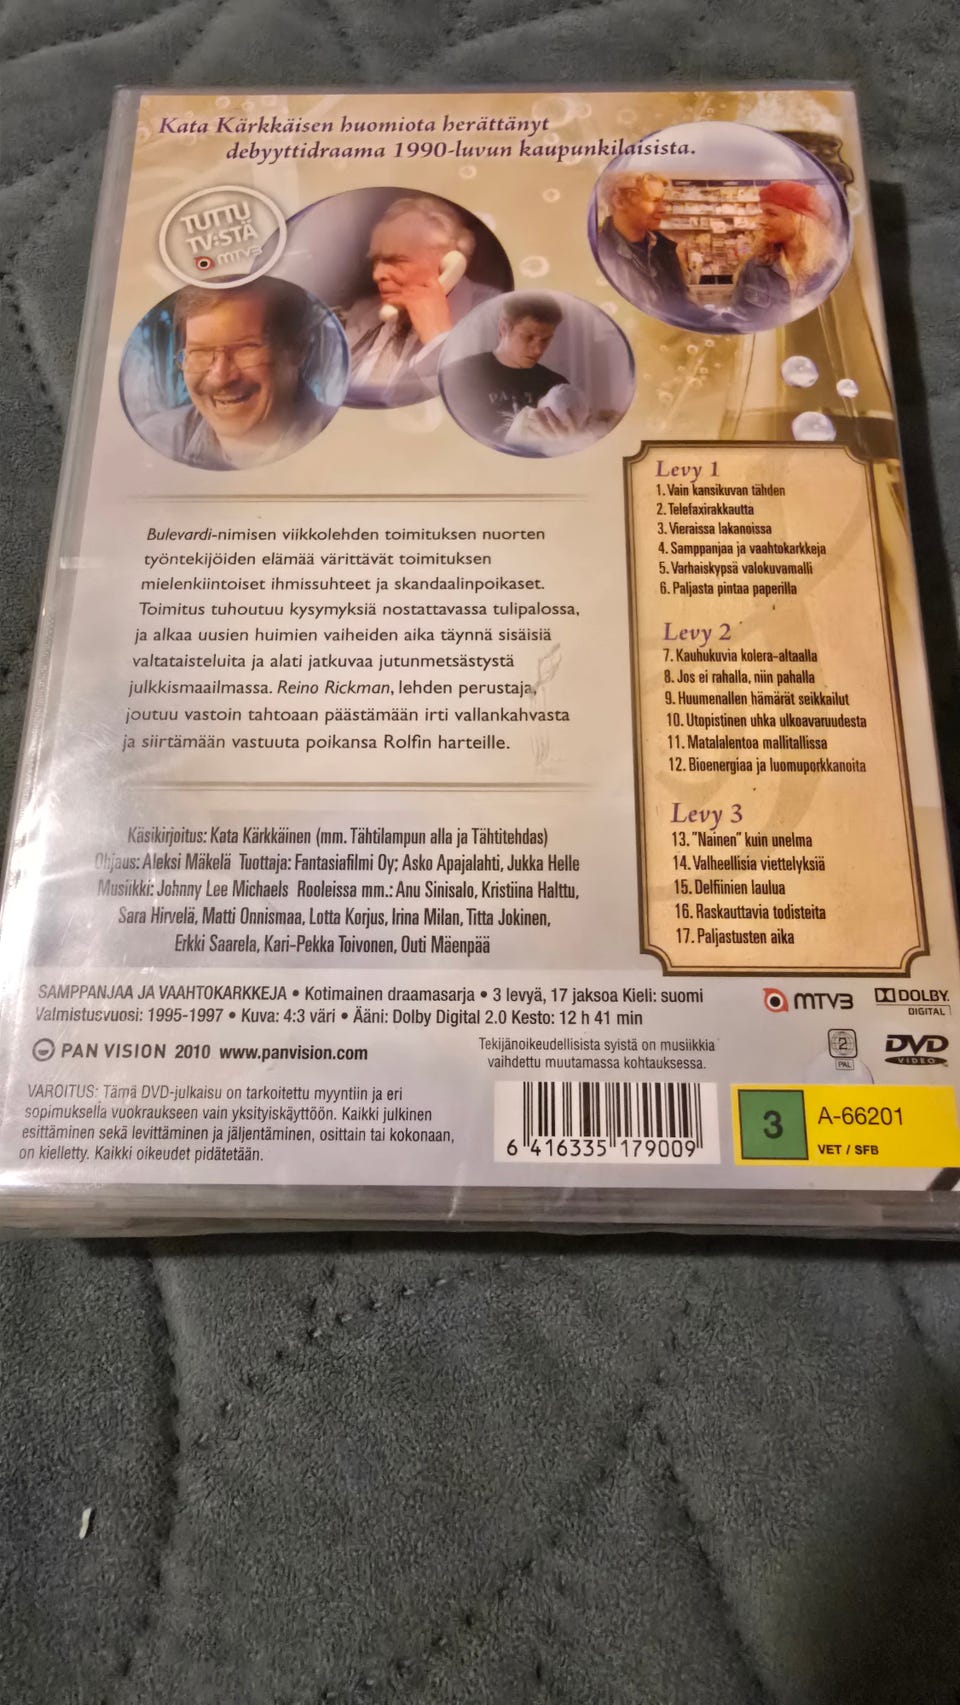 Kata Kärkkäisen huomiota herättänyt
debyyttidraama 1990-luvun kaupunkilaisista.
TUTTU
TV:STÄ
MTV3
PA
Bulevardi-nimisen viikkolehden toimituksen nuorten
työntekijöiden elämää värittävät toimituksen
mielenkiintoiset ihmissuhteet ja skandaalinpoikaset.
Toimitus tuhoutuu kysymyksiä nostattavassa tulipalossa,
ja alkaa uusien huimien vaiheiden aika täynnä sisäisiä
valtataisteluita ja alati jatkuvaa jutunmetsästystä
julkkismaailmassa. Reino Rickman, lehden perustaja,
joutuu vastoin tahtoaan päästämään irti vallankahvasta
ja siirtämään vastuuta poikansa Rolfin harteille.
Käsikirjoitus: Kata Kärkkäinen (mm. Tähtilampun alla ja Tähtitehdas)
Ohjaus: Aleksi Mäkelä Tuottaja: Fantasiafilmi Oy; Asko Apajalahti, Jukka Helle
Musiikki: Johnny Lee Michaels Rooleissa mm.: Anu Sinisalo, Kristiina Halttu,
Sara Hirvelä, Matti Onnismaa, Lotta Korjus, Irina Milan, Titta Jokinen,
Erkki Saarela, Kari-Pekka Toivonen, Outi Mäenpää
Levy 1
1. Vain kansikuvan tähden
2. Telefaxirakkautta
3. Vieraissa lakanoissa
4. Samppanjaa ja vaahtokarkkeja
5. Varhaiskypsä valokuvamalli
6. Paljasta pintaa paperilla
Levy 2
7. Kauhukuvia kolera-altaalla
8. Jos ei rahalla, niin pahalla
9. Huumenallen hämärät seikkailut
10. Utopistinen uhka ulkoavaruudesta
11. Matalalentoa mallitallissa
12. Bioenergiaa ja luomuporkkanoita
Levy 3
13. "Nainen" kuin unelma
14. Valheellisia viettelyksiä
15. Delfiinien laulua
16. Raskauttavia todisteita
17. Paljastusten aika
SAMPPANJAA JA VAAHTOKARKKEJA • Kotimainen draamasarja • 3 levyä, 17 jaksoa Kieli: suomi
Valmistusvuosi: 1995-1997 • Kuva: 4:3 väri • Ääni: Dolby Digital 2.0 Kesto: 12 h 41 min
MTV3
DOLBY
DIGITAL
PAN VISION 2010 www.panvision.com
Tekijänoikeudellisista syistä on musiikkia
vaihdettu muutamassa kohtauksessa.
2
PAL
DVD
VIDEO
VAROITUS: Tämä DVD-julkaisu on tarkoitettu myyntiin ja eri
sopimuksella vuokraukseen vain yksityiskäyttöön. Kaikki julkinen
esittäminen sekä levittäminen ja jäljentäminen, osittain tai kokonaan,
on kielletty. Kaikki oikeudet pidätetään.
6 416335 179009
3
A-66201
VET / SFB